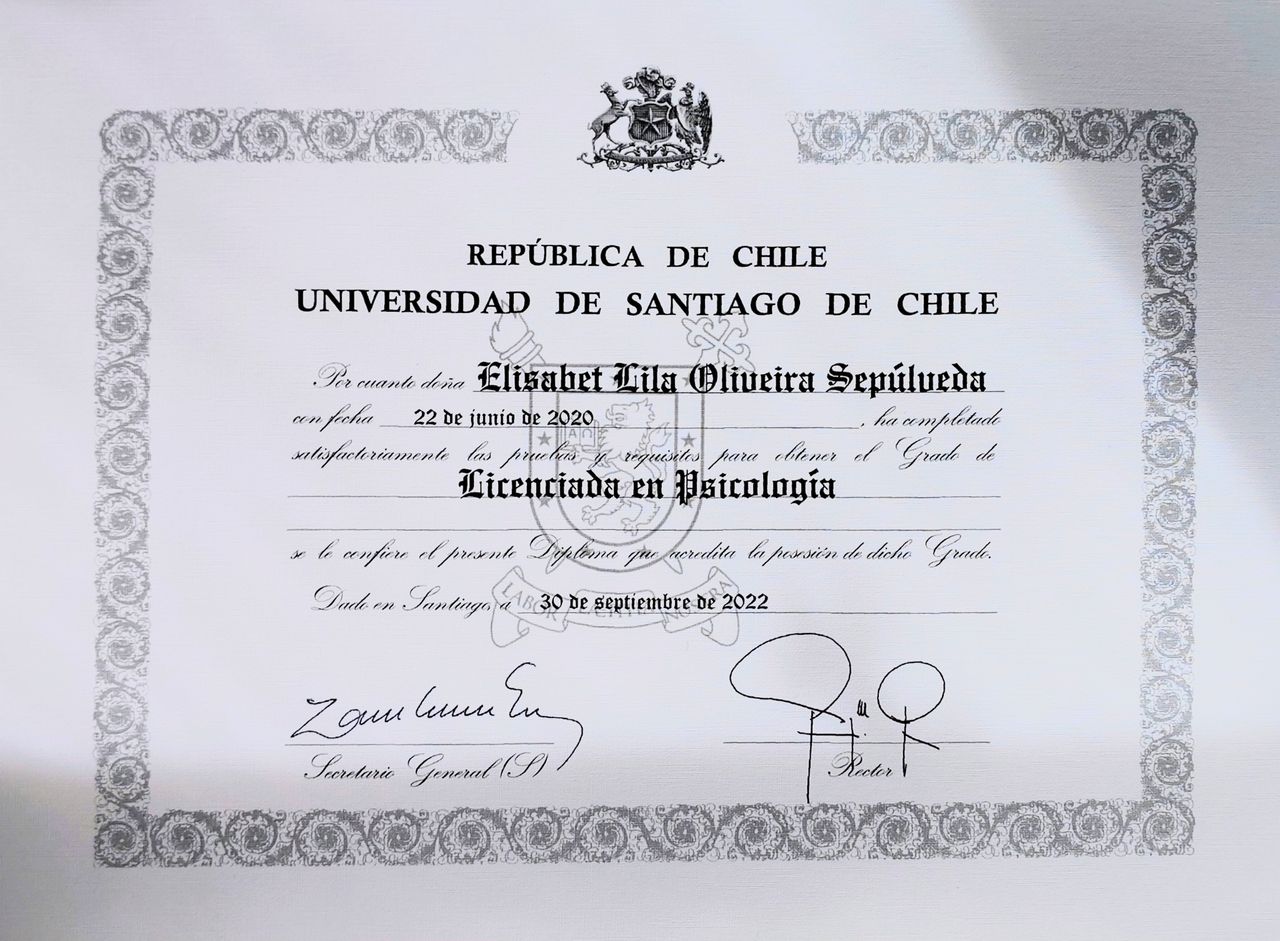 REPÚBLICA DE CHILE
UNIVERSIDAD DE SANTIAGO DE CHILE
Por cuanto doña Elisabet Lila Oliveira Sepúlveda
con fecha 22 de junio de 2020, ha completado
satisfactoriamente las pruebas y requisitos para obtener el Grado de
Licenciada en Psicología
se le confiere el presente Diploma que acredita la posesión de dicho Grado.
Dado en Santiago, a 30 de septiembre de 2022
LABOR LAETITIA NOSTRA
Secretario General (S)
Rector